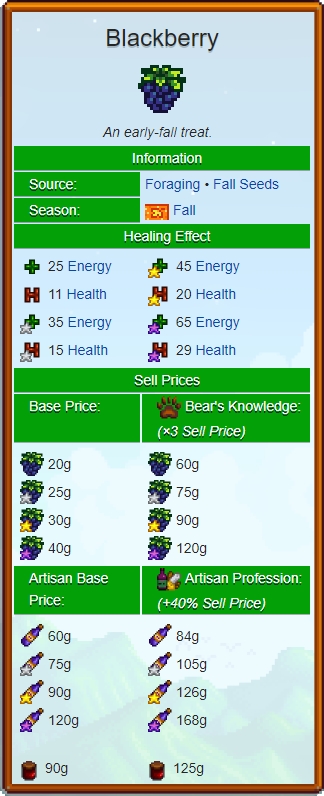 Blackberry
An early-fall treat.
Information
Source: Foraging • Fall Seeds
Season: Fall
Healing Effect
25 Energy 45 Energy
11 Health 20 Health
35 Energy 65 Energy
15 Health 29 Health
Sell Prices
Base Price: Bear's Knowledge:
(×3 Sell Price)
20g 60g
25g 75g
30g 90g
40g 120g
Artisan Base Artisan Profession:
Price: (+40% Sell Price)
60g 84g
75g 105g
90g 126g
120g 168g
90g 125g